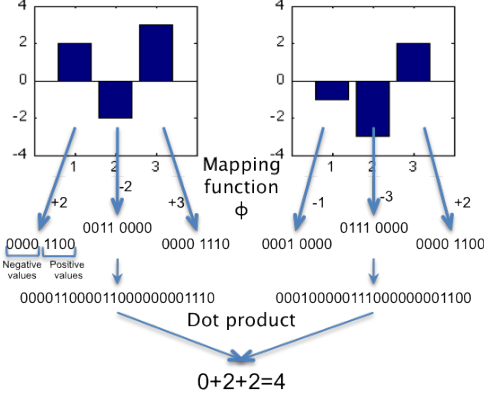 4 4
2 2
0 0
-2 -2
-4 -4
1 2 3 1 2 3
Mapping
function
ϕ
+2 -2 +3 -1 -3 +2
0011 0000 0111 0000
0000 1100 0000 1110 0001 0000 0000 1100
Negative values
Positive values
000011000011000000001110 000100000111000000001100
Dot product
0+2+2=4